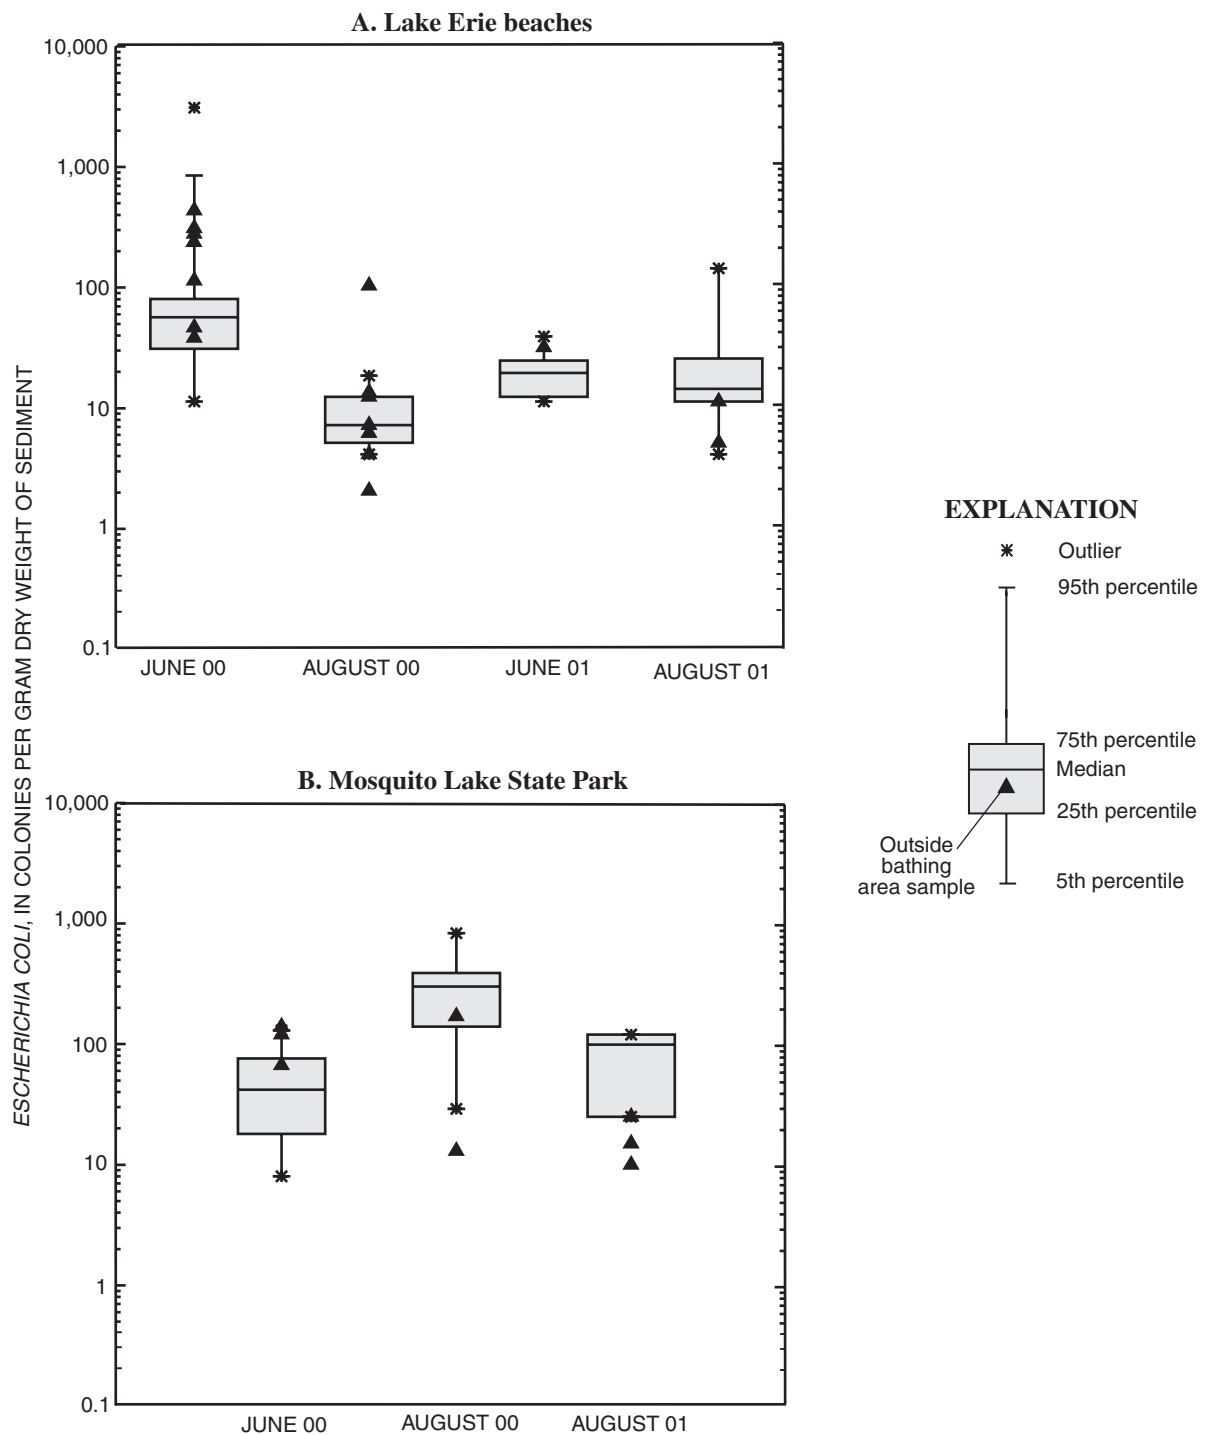 A. Lake Erie beaches
10,000
1,000
100
10
1
0.1
JUNE 00
AUGUST 00
JUNE 01
AUGUST 01
ESCHERICHIA COLI, IN COLONIES PER GRAM DRY WEIGHT OF SEDIMENT
B. Mosquito Lake State Park
10,000
1,000
100
10
1
0.1
JUNE 00
AUGUST 00
AUGUST 01
EXPLANATION
Outlier
95th percentile
75th percentile
Median
25th percentile
Outside
bathing
area sample
5th percentile